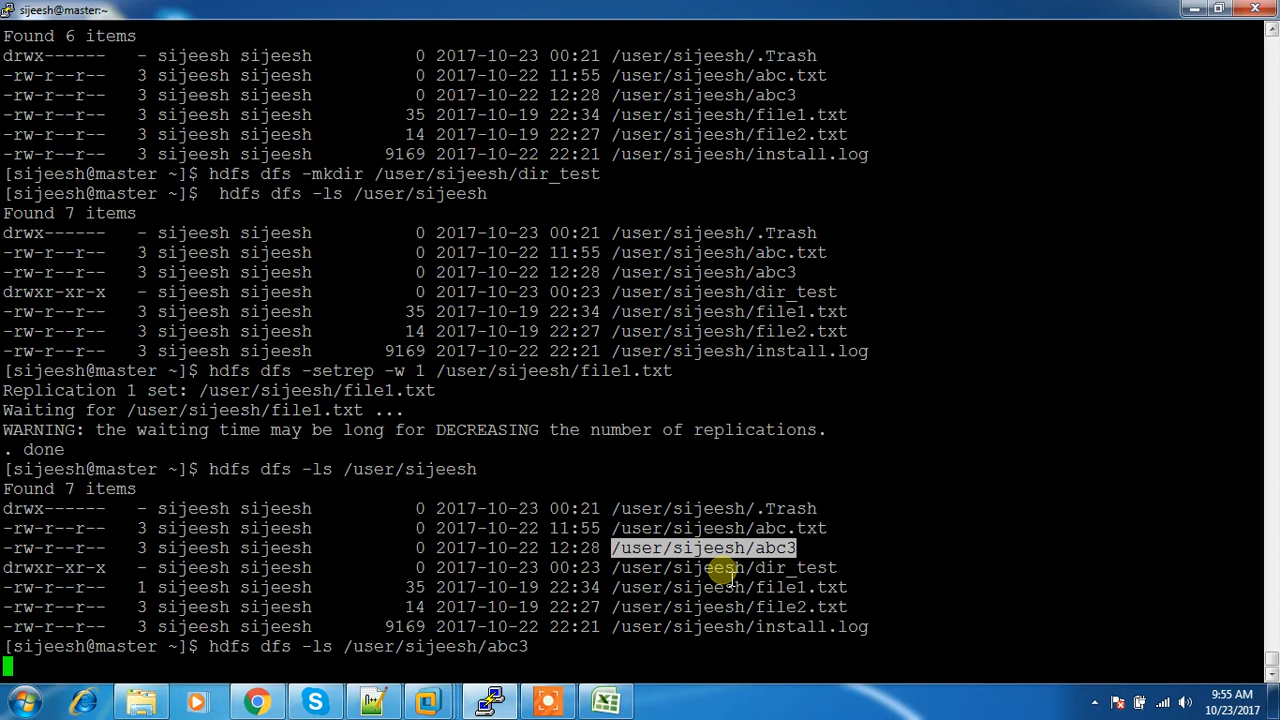 sijeesh@master:~
Found 6 items
drwx------ - sijeesh sijeesh 0 2017-10-23 00:21 /user/sijeesh/.Trash
-rw-r--r-- 3 sijeesh sijeesh 0 2017-10-22 11:55 /user/sijeesh/abc.txt
-rw-r--r-- 3 sijeesh sijeesh 0 2017-10-22 12:28 /user/sijeesh/abc3
-rw-r--r-- 3 sijeesh sijeesh 35 2017-10-19 22:34 /user/sijeesh/file1.txt
-rw-r--r-- 3 sijeesh sijeesh 14 2017-10-19 22:27 /user/sijeesh/file2.txt
-rw-r--r-- 3 sijeesh sijeesh 9169 2017-10-22 22:21 /user/sijeesh/install.log
[sijeesh@master ~]$ hdfs dfs -mkdir /user/sijeesh/dir_test
[sijeesh@master ~]$ hdfs dfs -ls /user/sijeesh
Found 7 items
drwx------ - sijeesh sijeesh 0 2017-10-23 00:21 /user/sijeesh/.Trash
-rw-r--r-- 3 sijeesh sijeesh 0 2017-10-22 11:55 /user/sijeesh/abc.txt
-rw-r--r-- 3 sijeesh sijeesh 0 2017-10-22 12:28 /user/sijeesh/abc3
drwxr-xr-x - sijeesh sijeesh 0 2017-10-23 00:23 /user/sijeesh/dir_test
-rw-r--r-- 3 sijeesh sijeesh 35 2017-10-19 22:34 /user/sijeesh/file1.txt
-rw-r--r-- 3 sijeesh sijeesh 14 2017-10-19 22:27 /user/sijeesh/file2.txt
-rw-r--r-- 3 sijeesh sijeesh 9169 2017-10-22 22:21 /user/sijeesh/install.log
[sijeesh@master ~]$ hdfs dfs -setrep -w 1 /user/sijeesh/file1.txt
Replication 1 set: /user/sijeesh/file1.txt
Waiting for /user/sijeesh/file1.txt ...
WARNING: the waiting time may be long for DECREASING the number of replications.
. done
[sijeesh@master ~]$ hdfs dfs -ls /user/sijeesh
Found 7 items
drwx------ - sijeesh sijeesh 0 2017-10-23 00:21 /user/sijeesh/.Trash
-rw-r--r-- 3 sijeesh sijeesh 0 2017-10-22 11:55 /user/sijeesh/abc.txt
-rw-r--r-- 3 sijeesh sijeesh 0 2017-10-22 12:28 /user/sijeesh/abc3
drwxr-xr-x - sijeesh sijeesh 0 2017-10-23 00:23 /user/sijeesh/dir_test
-rw-r--r-- 1 sijeesh sijeesh 35 2017-10-19 22:34 /user/sijeesh/file1.txt
-rw-r--r-- 3 sijeesh sijeesh 14 2017-10-19 22:27 /user/sijeesh/file2.txt
-rw-r--r-- 3 sijeesh sijeesh 9169 2017-10-22 22:21 /user/sijeesh/install.log
[sijeesh@master ~]$ hdfs dfs -ls /user/sijeesh/abc3
9:55 AM
10/23/2017